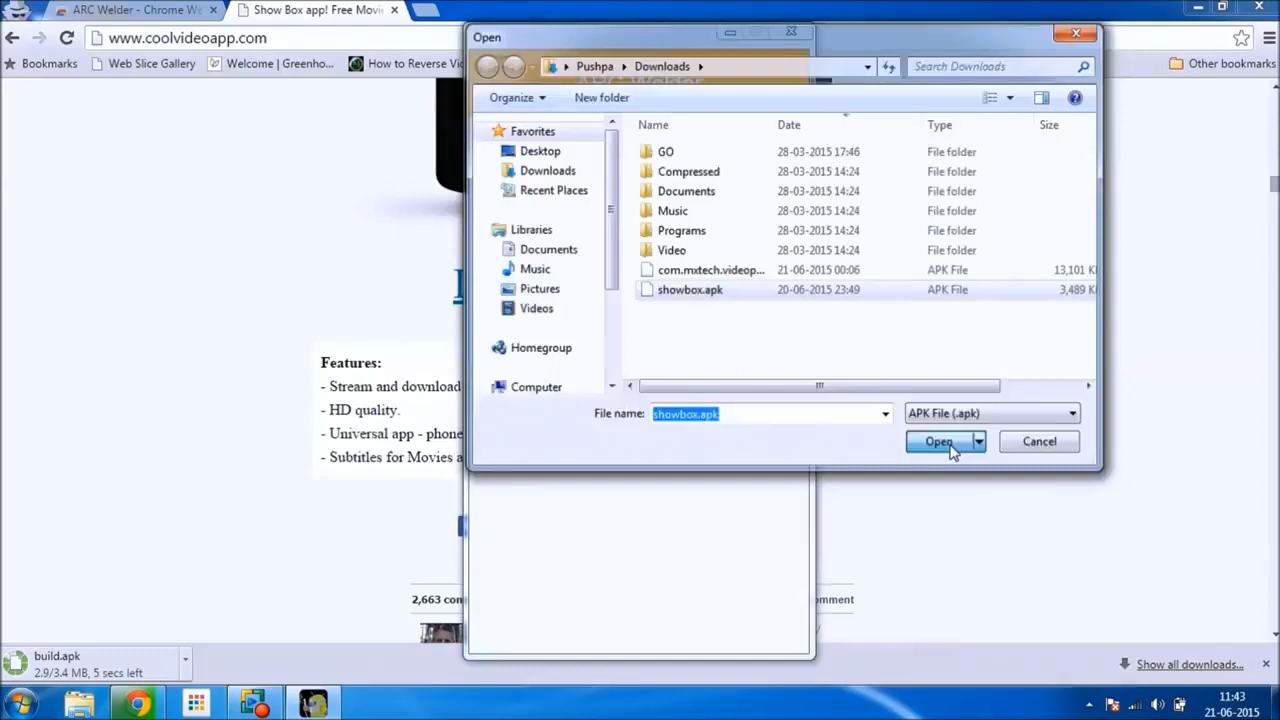 ARC Welder - Chrome We
Show Box app! Free Movi
www.coolvideoapp.com
Bookmarks
Web Slice Gallery
Welcome | Greenho...
How to Reverse Vi
Other bookmarks
Open
Pushpa
Downloads
Search Downloads
Organize
New folder
Name
Date
Type
Size
Favorites
Desktop
Downloads
Recent Places
Libraries
Documents
Music
Pictures
Videos
Homegroup
Computer
GO 28-03-2015 17:46 File folder
Compressed 28-03-2015 14:24 File folder
Documents 28-03-2015 14:24 File folder
Music 28-03-2015 14:24 File folder
Programs 28-03-2015 14:24 File folder
Video 28-03-2015 14:24 File folder
com.mxtech.videop... 21-06-2015 00:06 APK File 13,101 K
showbox.apk 20-06-2015 23:49 APK File 3,489 K
File name:
showbox.apk
APK File (.apk)
Open
Cancel
Features:
- Stream and download
- HD quality.
- Universal app - phone
- Subtitles for Movies a
2,663 com
omment
build.apk
2.9/3.4 MB, 5 secs left
Show all downloads...
11:43
21-06-2015